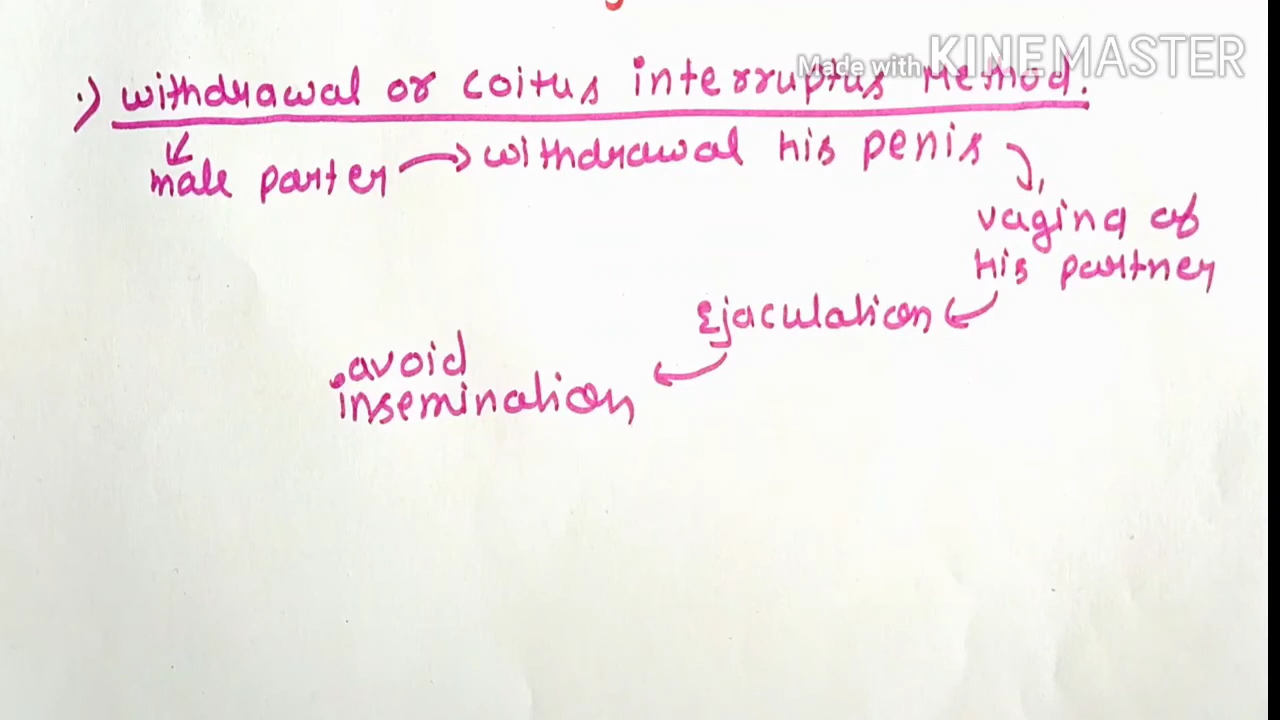 Made with KINEMASTER
.) withdrawal or coitus interruptus Method.
male parter → withdrawal his penis
vagina of
his partner
Ejaculation
.avoid
insemination